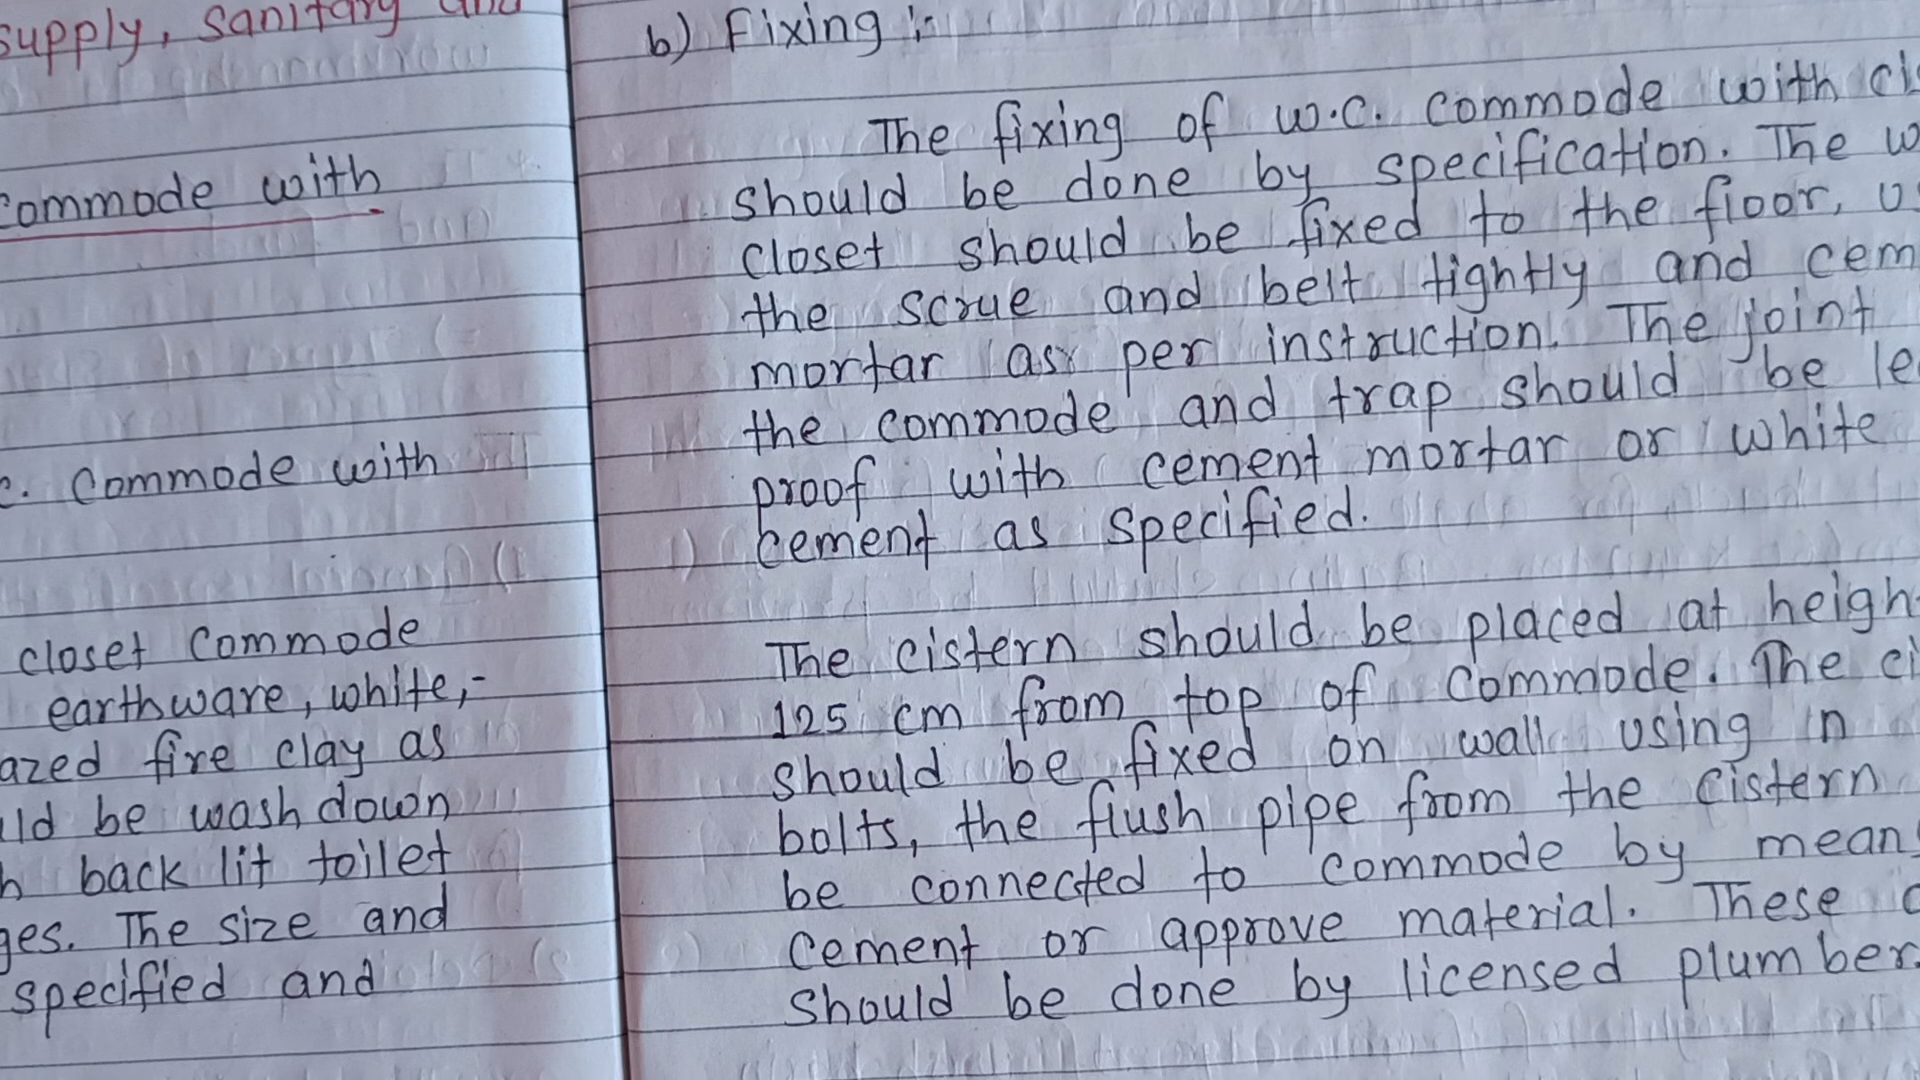 supply, sanitary and
commode with
c. Commode with
closet Commode
earthware, white,-
fire clay as
be wash down
back lit toilet
The size and
specified and
b) Fixing :-
The fixing of w.c. commode with
should be done by specification. The
closet should be fixed to the floor,
the scrue and belt tightly and cem
mortar as per instruction. The joint
the commode and trap should be
proof with cement mortar or white
cement as specified.
The cistern should be placed at heigh
125 cm from top of commode. The
should be fixed on wall using in
bolts, the flush pipe from the cistern
be connected to commode by mean
Cement or approve material. These
should be done by licensed plumber.